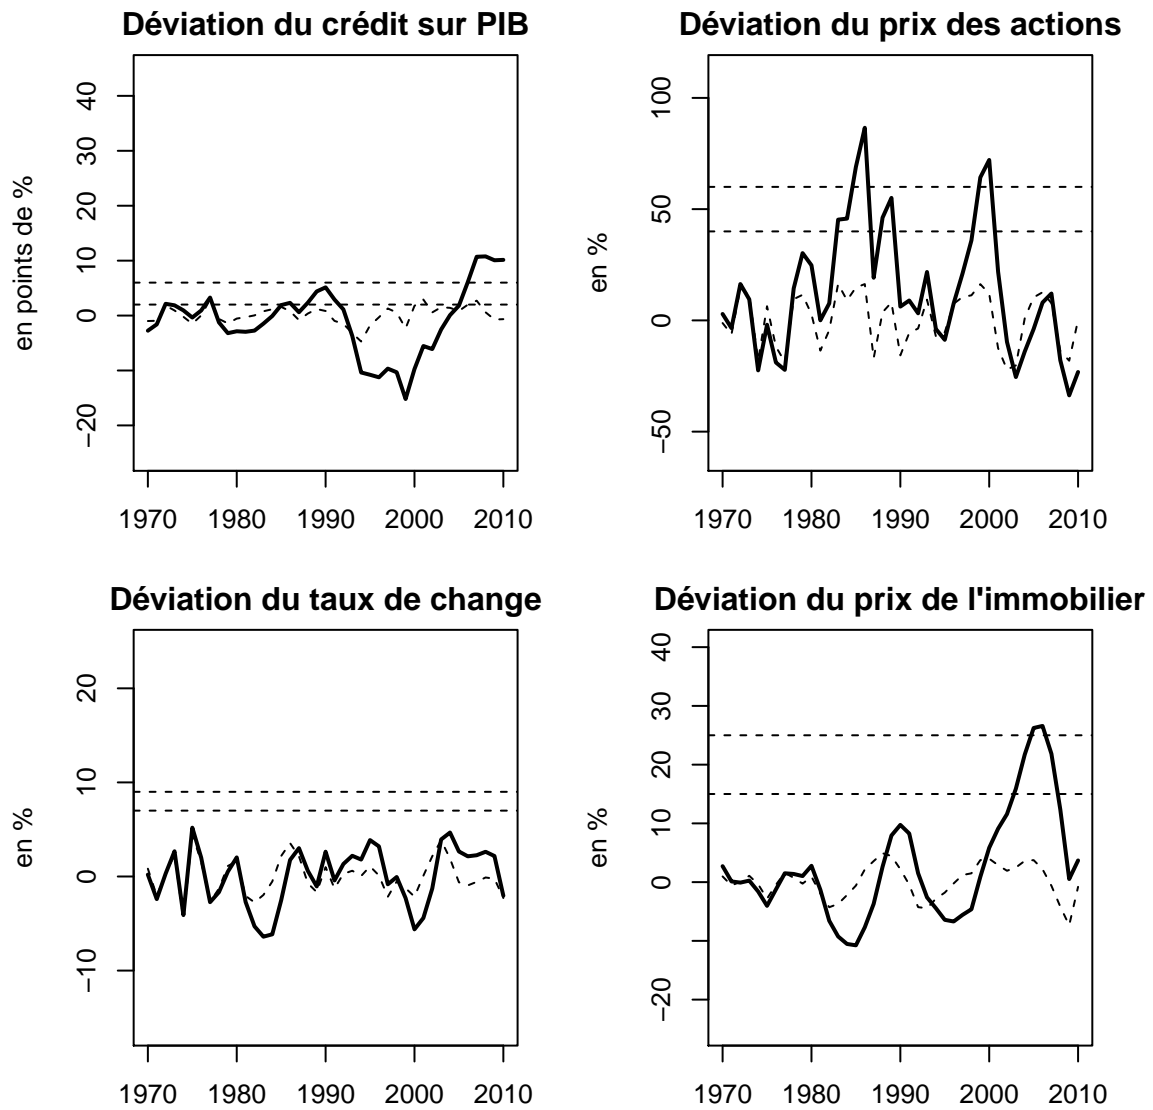 Déviation du crédit sur PIB
en points de %
40
30
20
10
0
−20
1970 1980 1990 2000 2010
Déviation du prix des actions
en %
100
50
0
−50
1970 1980 1990 2000 2010
Déviation du taux de change
en %
20
10
0
−10
1970 1980 1990 2000 2010
Déviation du prix de l'immobilier
en %
40
30
20
10
0
−20
1970 1980 1990 2000 2010